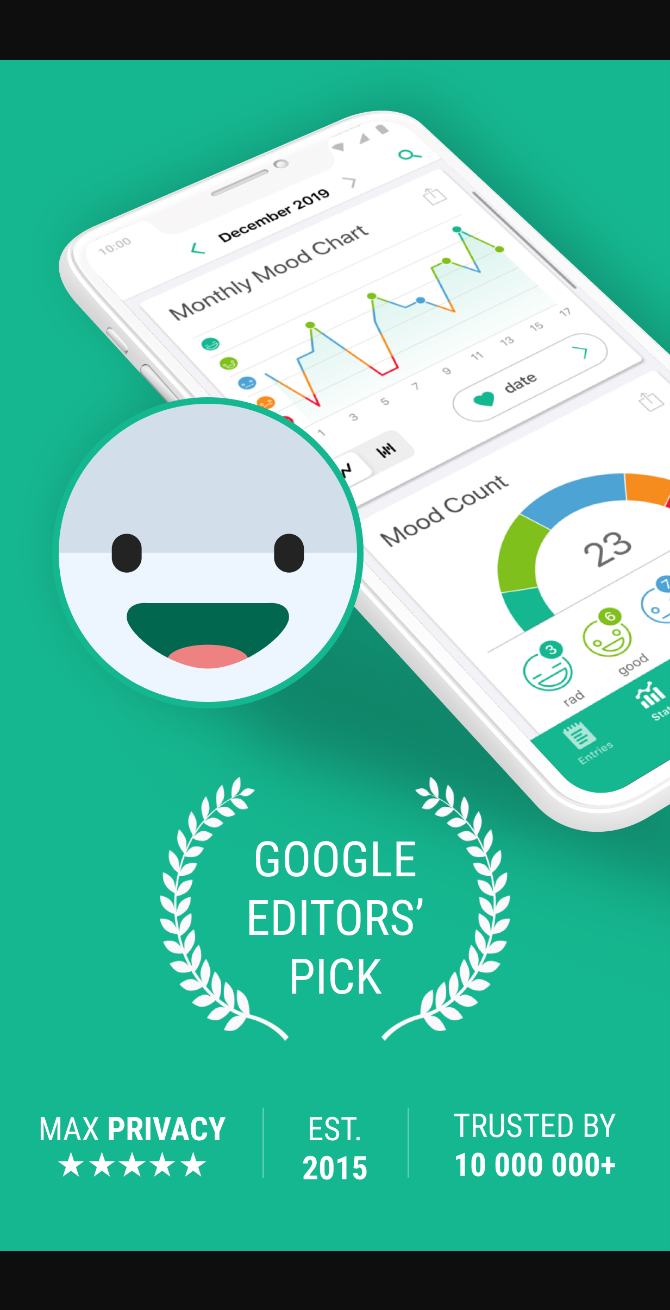 10:00
December 2019
Monthly Mood Chart
1 3 5 7 9 11 13 15 17
date
Mood Count
23
3
6
7
rad
good
Entries
GOOGLE
EDITORS’
PICK
MAX PRIVACY
EST.
2015
TRUSTED BY
10 000 000+